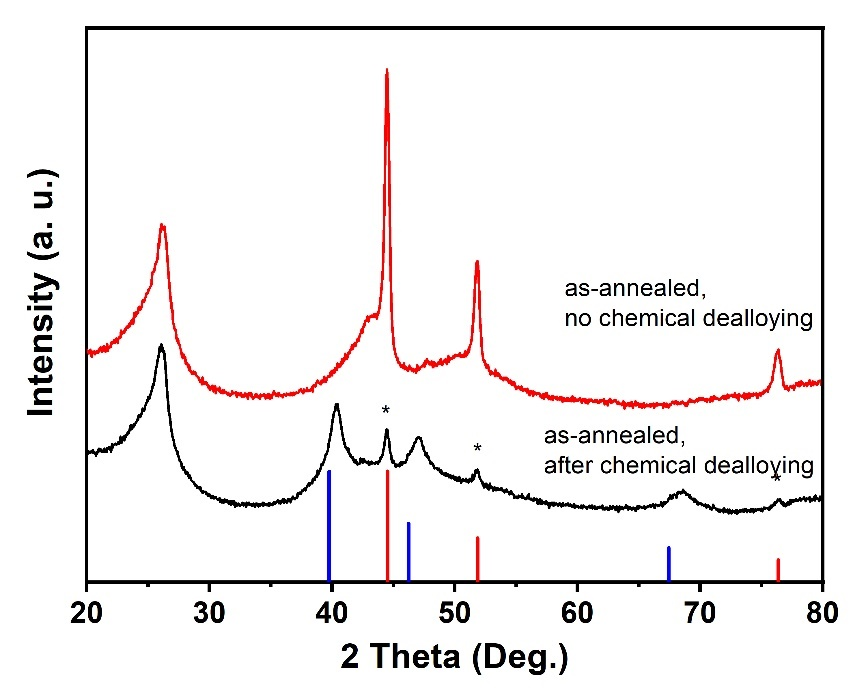 Intensity (a. u.)
as-annealed,
no chemical dealloying
as-annealed,
after chemical dealloying
*
*
*
20 30 40 50 60 70 80
2 Theta (Deg.)